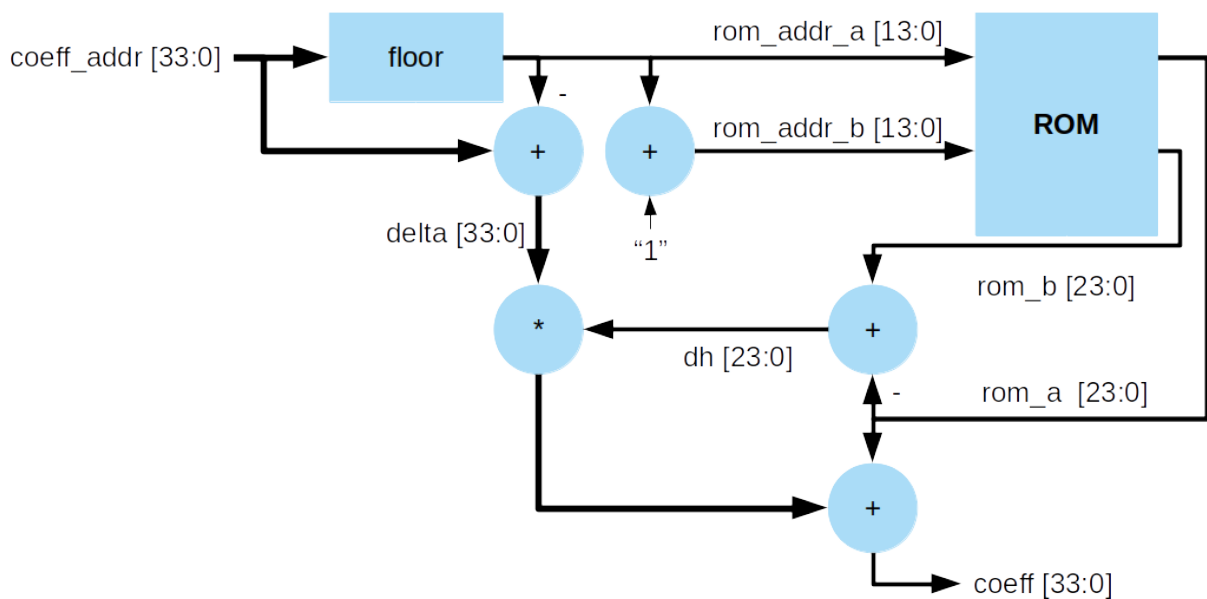 coeff_addr [33:0]
floor
rom_addr_a [13:0]
-
+
+
rom_addr_b [13:0]
ROM
delta [33:0]
“1”
rom_b [23:0]
*
+
dh [23:0]
-
rom_a [23:0]
+
coeff [33:0]